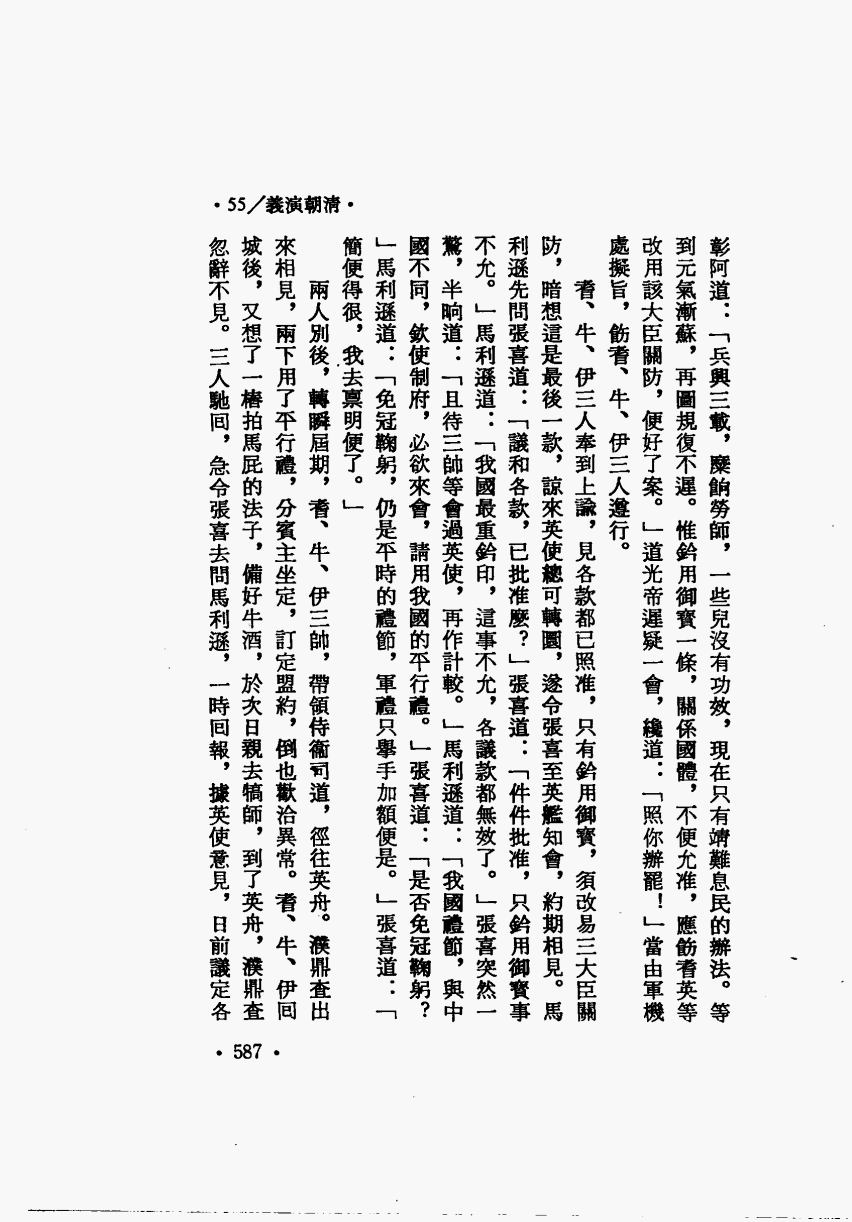 •清朝演義／55•
彰阿道：「兵興三載，糜餉勞師，一些兒沒有功效，現在只有靖難息民的辦法。等
到元氣漸蘇，再圖規復不遲。惟鈐用御寶一條，關係國體，不便允准，應飭耆英等
改用該大臣關防，便好了案。」道光帝遲疑一會，纔道：「照你辦罷！」當由軍機
處擬旨，飭耆、牛、伊三人遵行。
耆、牛、伊三人奉到上諭，見各款都已照准，只有鈐用御寶，須改易三大臣關
防，暗想這是最後一款，諒來英使總可轉圜，遂令張喜至英艦知會，約期相見。馬
利遜先問張喜道：「議和各款，已批准麼？」張喜道：「件件批准，只鈐用御寶事
不允。」馬利遜道：「我國最重鈐印，這事不允，各議款都無效了。」張喜突然一
驚，半晌道：「且待三帥等會過英使，再作計較。」馬利遜道：「我國禮節，與中
國不同，欽使制府，必欲來會，請用我國的平行禮。」張喜道：「是否免冠鞠躬？
」馬利遜道：「免冠鞠躬，仍是平時的禮節，軍禮只舉手加額便是。」張喜道：「
簡便得很，我去禀明便了。」
兩人別後，轉瞬屆期，耆、牛、伊三帥，帶領侍衞司道，徑往英舟。濮鼎查出
來相見，兩下用了平行禮，分賓主坐定，訂定盟約，倒也歡洽異常。耆、牛、伊囘
城後，又想了一樁拍馬屁的法子，備好牛酒，於次日親去犒師，到了英舟，濮鼎查
忽辭不見。三人馳囘，急令張喜去問馬利遜，一時囘報，據英使意見，日前議定各
•587•